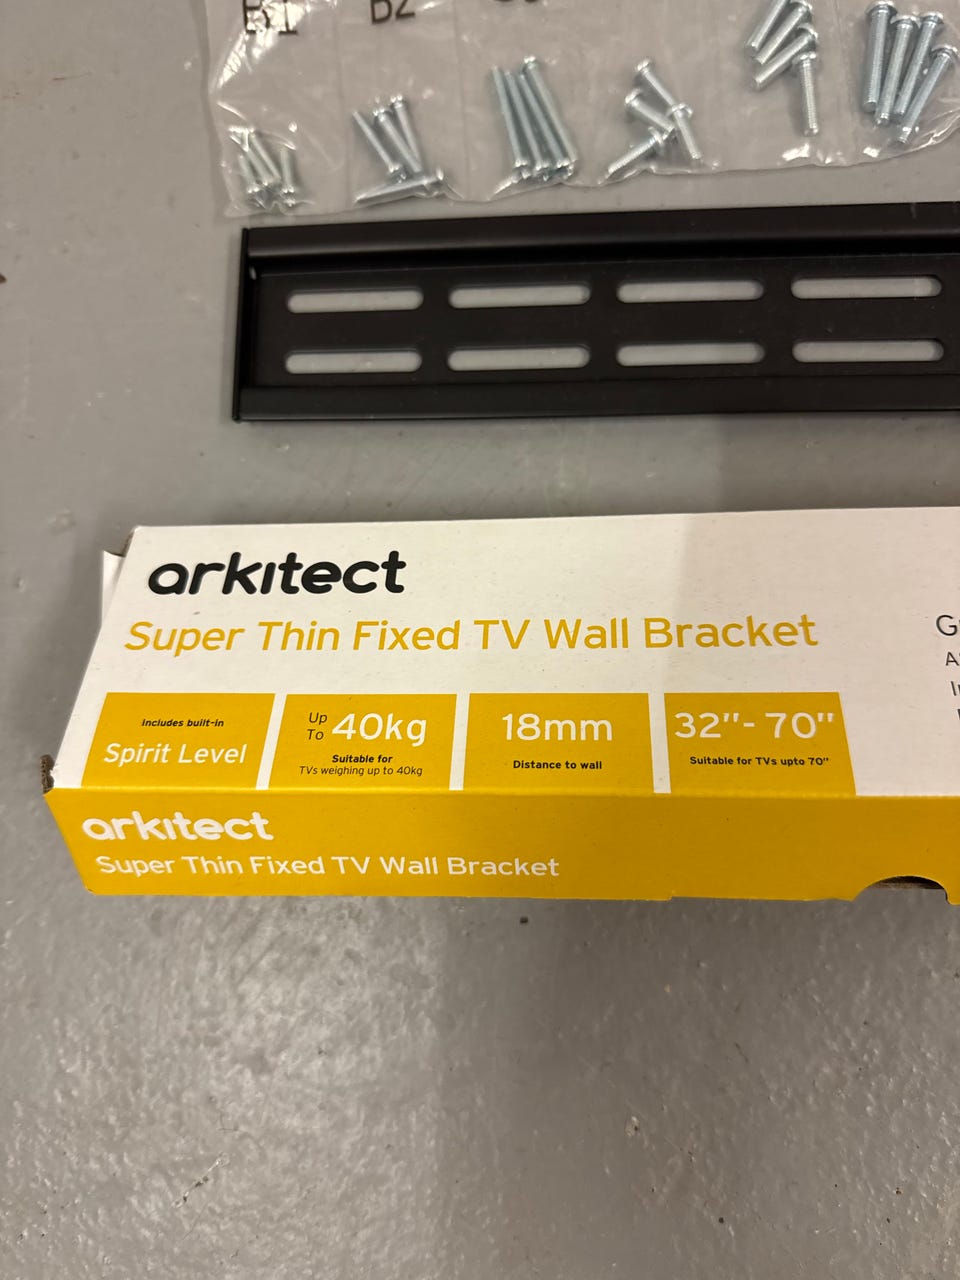 B2
arkitect
Super Thin Fixed TV Wall Bracket
Includes built-in
Spirit Level
Up To 40kg
Suitable for
TVs weighing up to 40kg
18mm
Distance to wall
32"- 70"
Suitable for TVs upto 70"
arkitect
Super Thin Fixed TV Wall Bracket